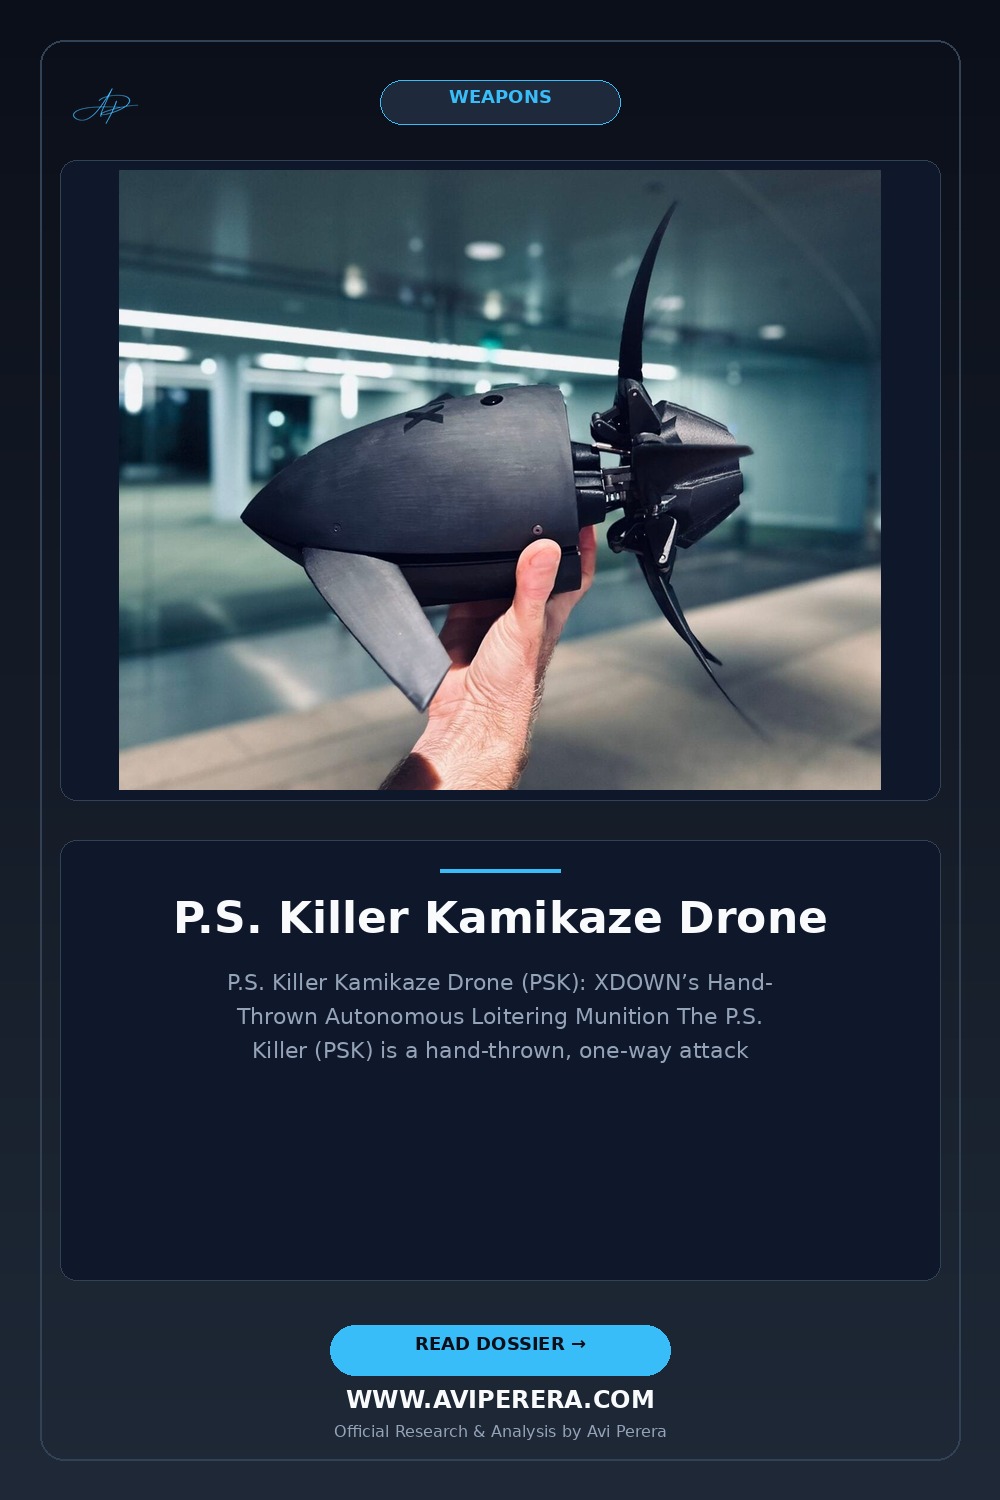 AP
WEAPONS
X
P.S. Killer Kamikaze Drone
P.S. Killer Kamikaze Drone (PSK): XDOWN’s Hand-
Thrown Autonomous Loitering Munition The P.S.
Killer (PSK) is a hand-thrown, one-way attack
READ DOSSIER →
WWW.AVIPERERA.COM
Official Research & Analysis by Avi Perera